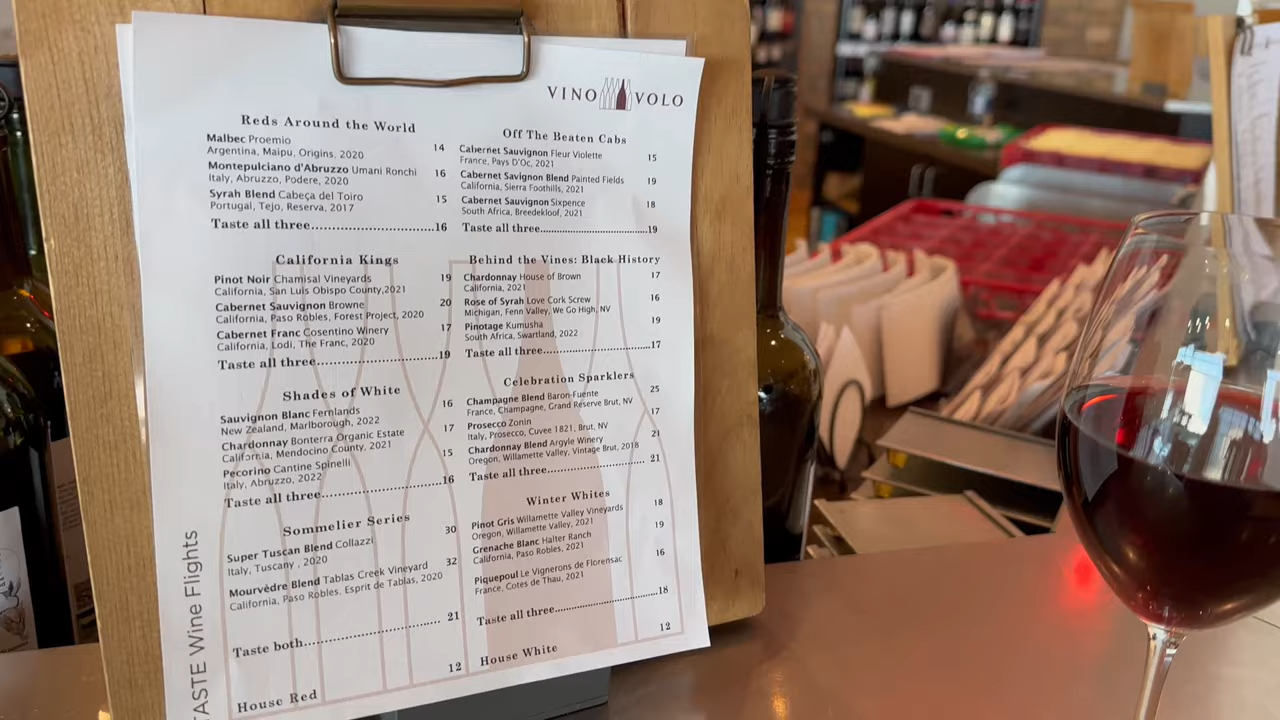 VINO VOLO
Reds Around the World
Malbec Proemio 14
Argentina, Maipu, Origins, 2020
Montepulciano d'Abruzzo Umani Ronchi 16
Italy, Abruzzo, Podere, 2020
Syrah Blend Cabeça del Toiro 15
Portugal, Tejo, Reserva, 2017
Taste all three..............................16
California Kings
Pinot Noir Chamisal Vineyards 19
California, San Luis Obispo County,2021
Cabernet Sauvignon Browne 20
California, Paso Robles, Forest Project, 2020
Cabernet Franc Cosentino Winery 17
California, Lodi, The Franc, 2020
Taste all three..............................19
Shades of White
Sauvignon Blanc Fernlands 16
New Zealand, Marlborough, 2022
Chardonnay Bonterra Organic Estate 17
California, Mendocino County, 2021
Pecorino Cantine Spinelli 15
Italy, Abruzzo, 2022
Taste all three..............................16
Sommelier Series
Super Tuscan Blend Collazzi 30
Italy, Tuscany , 2020
Mourvèdre Blend Tablas Creek Vineyard 32
California, Paso Robles, Esprit de Tablas, 2020
Taste both................................. 21
House Red 12
Off The Beaten Cabs
Cabernet Sauvignon Fleur Violette 15
France, Pays D'Oc, 2021
Cabernet Savignon Blend Painted Fields 19
California, Sierra Foothills, 2021
Cabernet Sauvignon Sixpence 18
South Africa, Breedekloof, 2021
Taste all three..............................19
Behind the Vines: Black History
Chardonnay House of Brown 17
California, 2021
Rose of Syrah Love Cork Screw 16
Michigan, Fenn Valley, We Go High, NV
Pinotage Kumusha 19
South Africa, Swartland, 2022
Taste all three..............................17
Celebration Sparklers
Champagne Blend Baron-Fuente 25
France, Champagne, Grand Réserve Brut, NV
Prosecco Zonin 17
Italy, Prosecco, Cuvee 1821, Brut, NV
Chardonnay Blend Argyle Winery 21
Oregon, Willamette Valley, Vintage Brut, 2018
Taste all three.............................. 21
Winter Whites
Pinot Gris Willamette Valley Vineyards 18
Oregon, Willamette Valley, 2021
Grenache Blanc Halter Ranch 19
California, Paso Robles, 2021
Piquepoul Le Vignerons de Florensac 16
France, Cotes de Thau, 2021
Taste all three..............................18
House White 12
TASTE Wine Flights